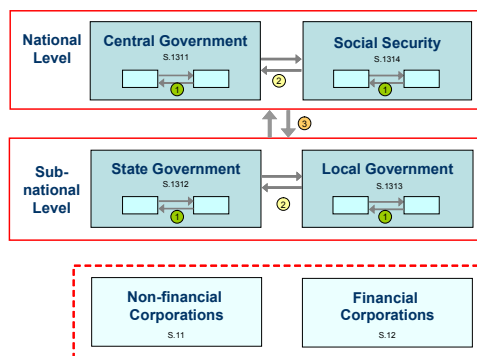 National
Level
Central Government
S.1311
1
2
Social Security
S.1314
1
3
Sub-
national
Level
State Government
S.1312
1
2
Local Government
S.1313
1
Non-financial
Corporations
S.11
Financial
Corporations
S.12